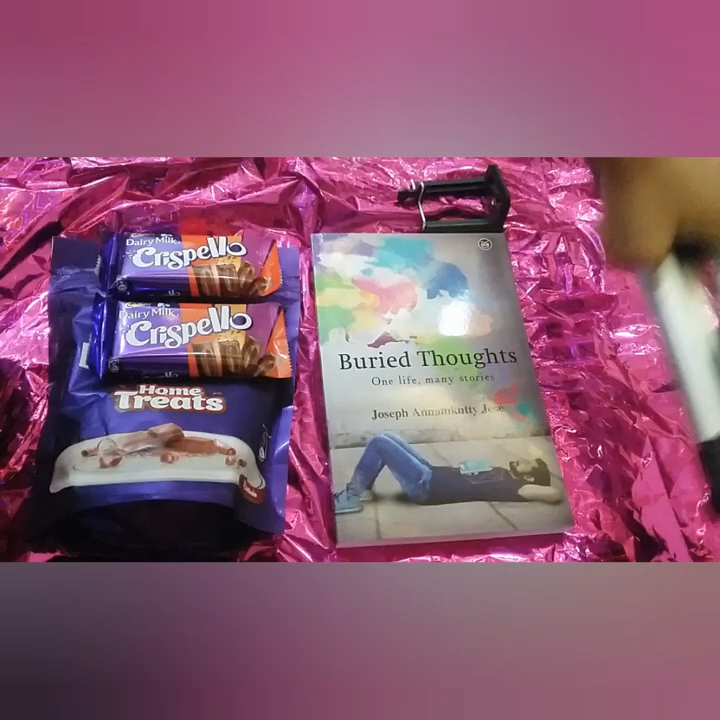 Dairy Milk
Crispello
Dairy Milk
Crispello
Home
Treats
Buried Thoughts
One life, many stories
Joseph Annamkutty Jose